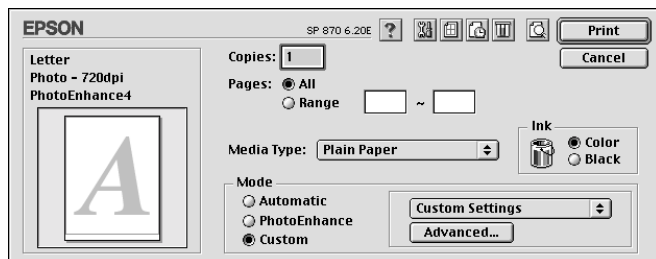 EPSON
SP 870 6.20E
?
Print
Cancel
Letter
Photo - 720dpi
PhotoEnhance4
A
Copies: 1
Pages: All
Range ~
Media Type: Plain Paper
Ink
Color
Black
Mode
Automatic
PhotoEnhance
Custom
Custom Settings
Advanced...